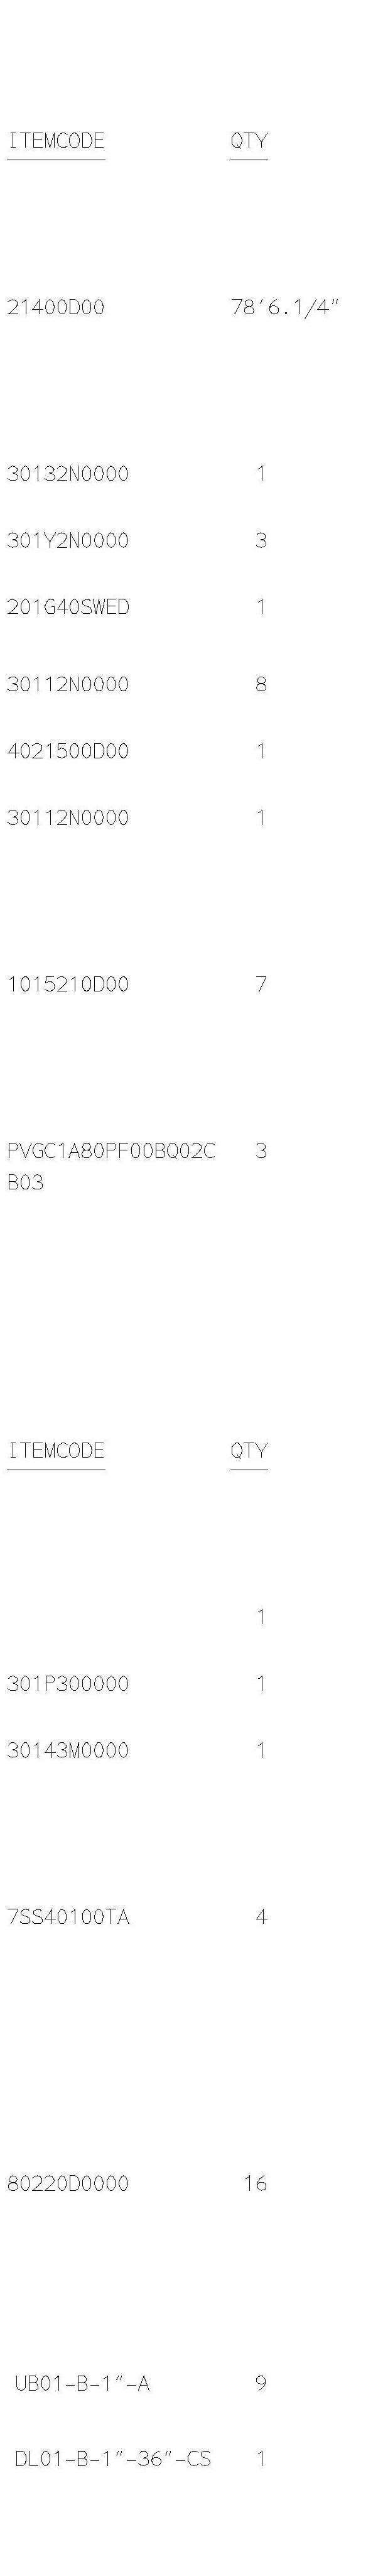 ITEMCODE QTY
21400D00 78'6.1/4"
30132N0000 1
301Y2N0000 3
201G40SWED 1
30112N0000 8
4021500D00 1
30112N0000 1
1015210D00 7
PVGC1A80PF00BQ02C 3
B03
ITEMCODE QTY
1
301P300000 1
30143M0000 1
7SS40100TA 4
80220D0000 16
UB01-B-1"-A 9
DL01-B-1"-36"-CS 1